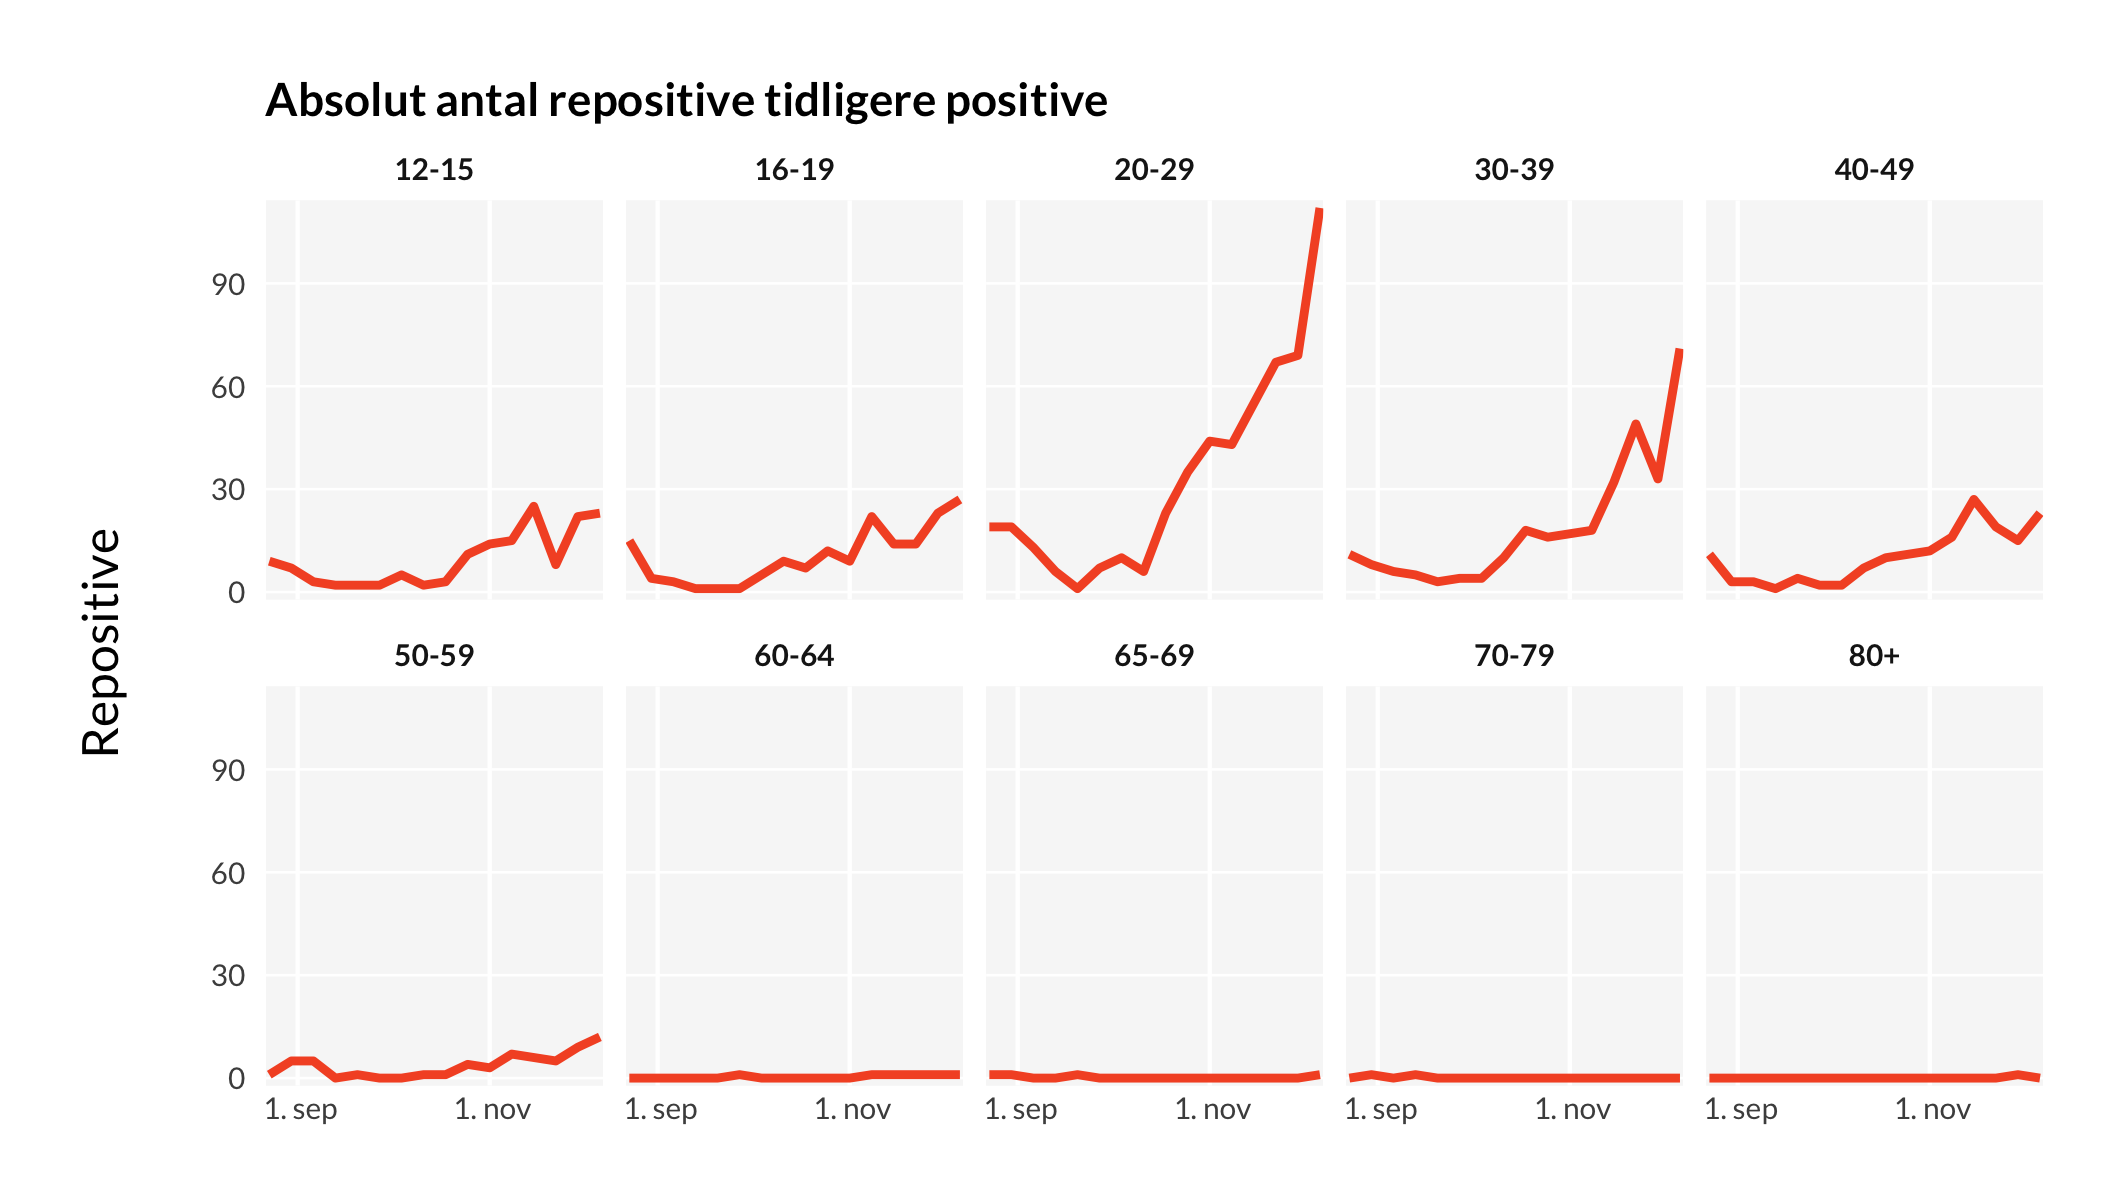 Absolut antal repositive tidligere positive
12-15 16-19 20-29 30-39 40-49
90
60
30
0
Repositive
50-59 60-64 65-69 70-79 80+
90
60
30
0
1. sep 1. nov 1. sep 1. nov 1. sep 1. nov 1. sep 1. nov 1. sep 1. nov